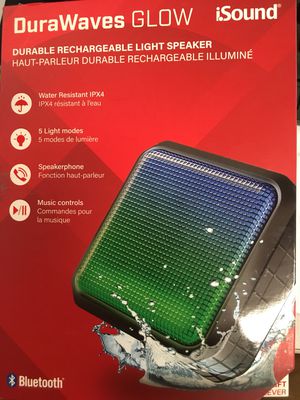 DuraWaves GLOW
i.Sound®
DURABLE RECHARGEABLE LIGHT SPEAKER
HAUT-PARLEUR DURABLE RECHARGEABLE ILLUMINÉ
Water Resistant IPX4
IPX4 résistant à l'eau
5 Light modes
5 modes de lumière
Speakerphone
Fonction haut-parleur
Music controls
Commandes pour
la musique
Bluetooth®